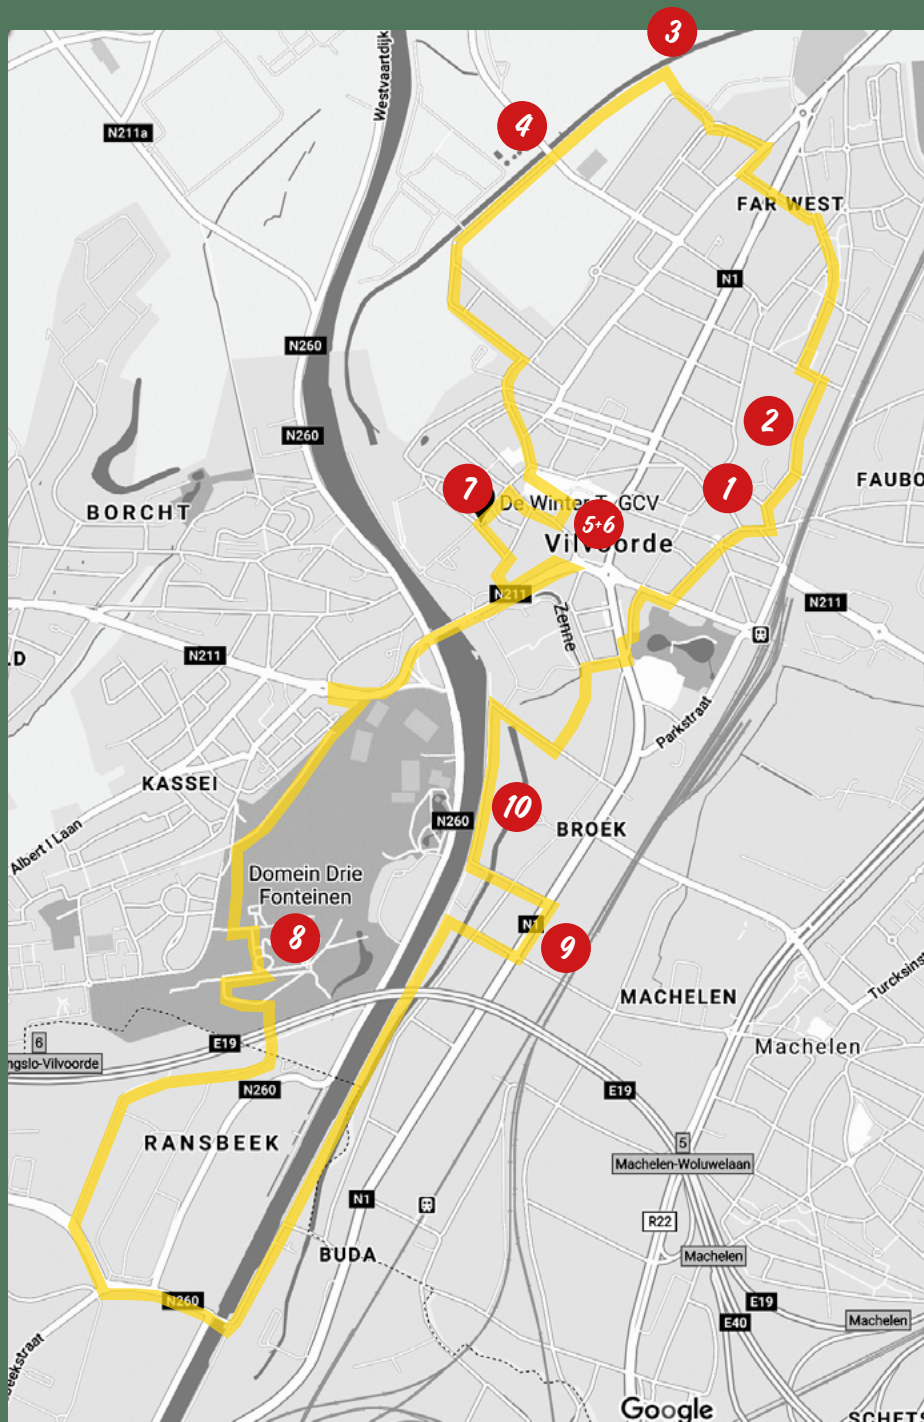 3
Westvaartdijk
4
N211a
FAR WEST
N1
N260
2
N260
FAUBO
1
7
De Winter T. GCV
BORCHT
5+6
Vilvoorde
N211
N211
Zenne
N211
LD
Parkstraat
KASSEI
10
N260
BROEK
Albert I Laan
Domein Drie
Fonteinen
N1
8
9
Turcksinst
MACHELEN
6
E19
Machelen
ngslo-Vilvoorde
N260
E19
RANSBEEK
5
Machelen-Woluwelaan
N1
R22
BUDA
Machelen
N260
E19
E40
Machelen
beekstraat
Google
SCHETS